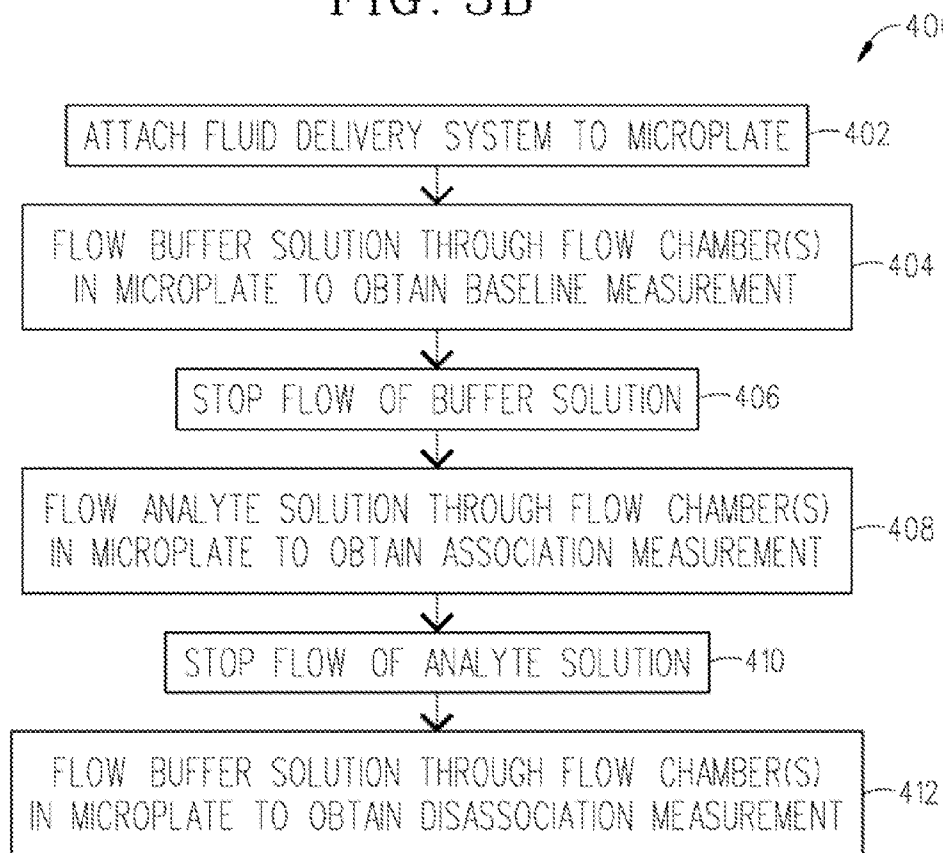 FIG. 3B
ATTACH FLUID DELIVERY SYSTEM TO MICROPLATE
402
FLOW BUFFER SOLUTION THROUGH FLOW CHAMBER(S)
IN MICROPLATE TO OBTAIN BASELINE MEASUREMENT
404
STOP FLOW OF BUFFER SOLUTION
406
FLOW ANALYTE SOLUTION THROUGH FLOW CHAMBER(S)
IN MICROPLATE TO OBTAIN ASSOCIATION MEASUREMENT
408
STOP FLOW OF ANALYTE SOLUTION
410
FLOW BUFFER SOLUTION THROUGH FLOW CHAMBER(S)
IN MICROPLATE TO OBTAIN DISASSOCIATION MEASUREMENT
412